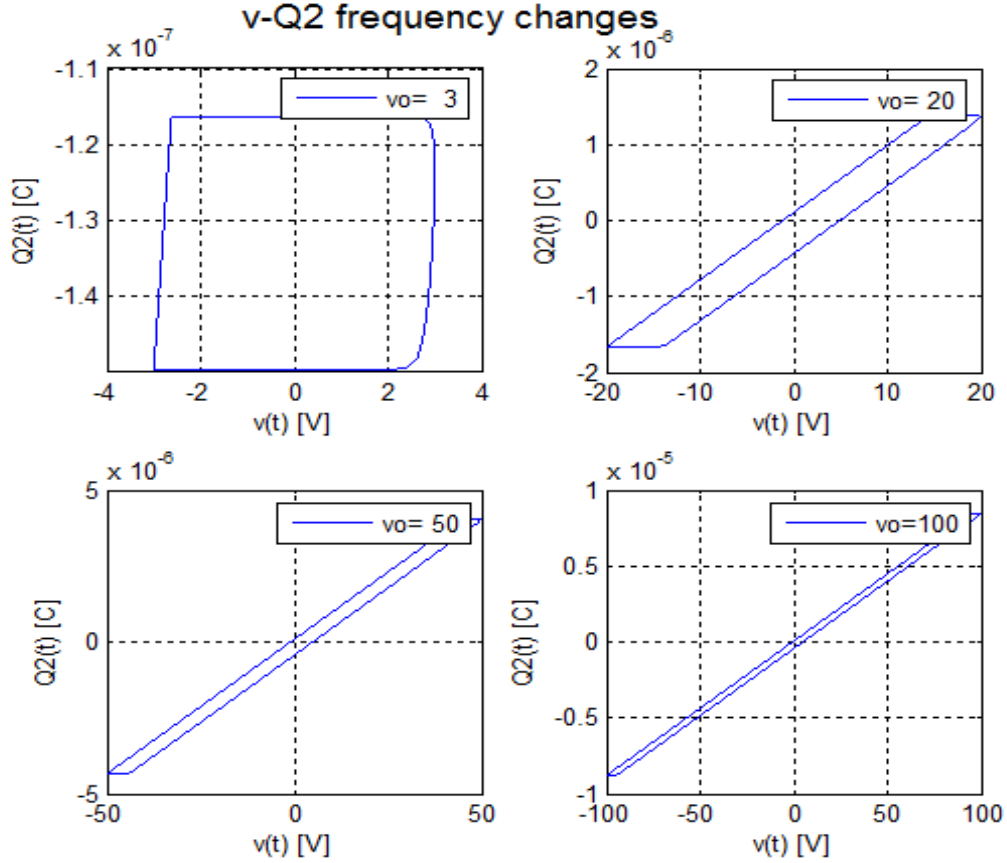 v-Q2 frequency changes
x 10^-7
-1.1
-1.2
-1.3
-1.4
Q2(t) [C]
vo= 3
-4 -2 0 2 4
v(t) [V]
x 10^-6
2
1
0
-1
-2
Q2(t) [C]
vo= 20
-20 -10 0 10 20
v(t) [V]
x 10^-6
5
0
-5
Q2(t) [C]
vo= 50
-50 0 50
v(t) [V]
x 10^-5
1
0.5
0
-0.5
-1
Q2(t) [C]
vo=100
-100 -50 0 50 100
v(t) [V]